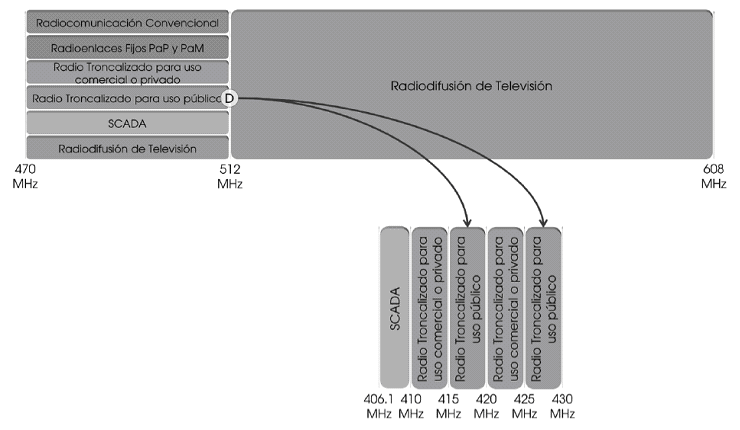 Radiocomunicación Convencional
Radioenlaces Fijos PaP y PaM
Radio Troncalizado para uso
comercial o privado
Radio Troncalizado para uso público
D
SCADA
Radiodifusión de Televisión
Radiodifusión de Televisión
470
MHz
512
MHz
608
MHz
SCADA
Radio Troncalizado para
uso comercial o privado
Radio Troncalizado para
uso público
Radio Troncalizado para
uso comercial o privado
Radio Troncalizado para
uso público
406.1
MHz
410
MHz
415
MHz
420
MHz
425
MHz
430
MHz